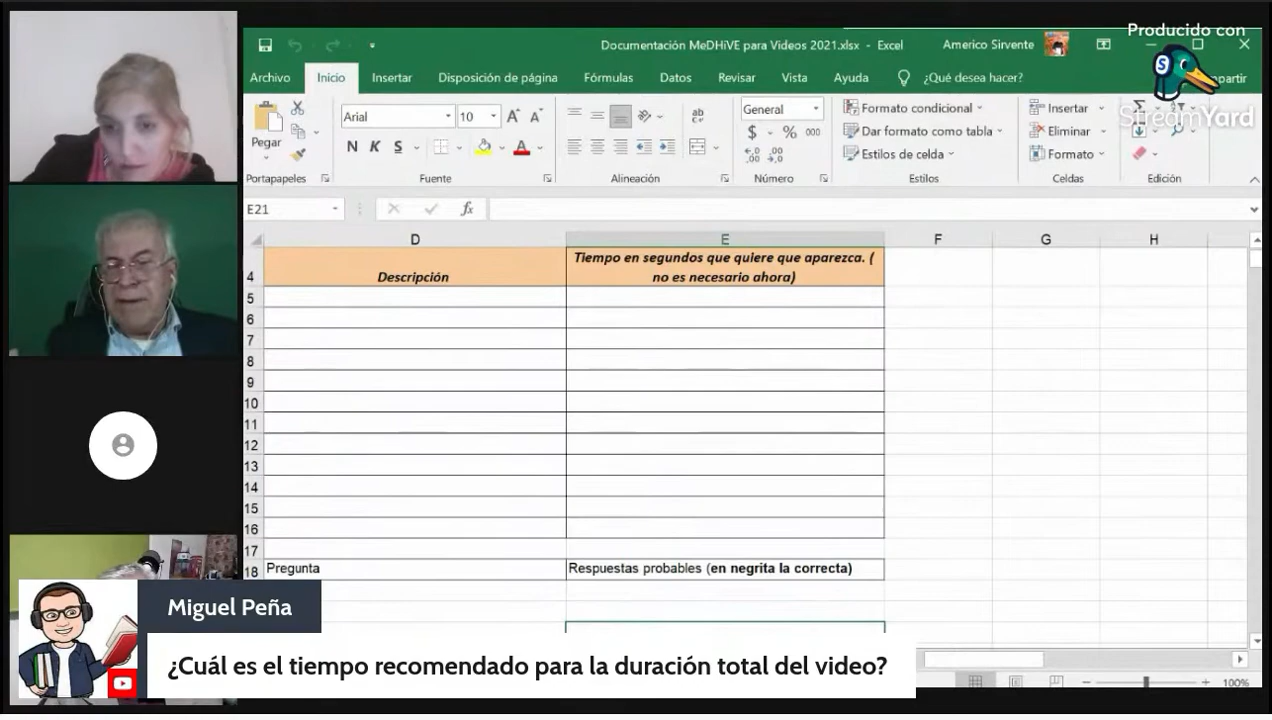 Producido con
StreamYard
Documentación MeDHiVE para Videos 2021.xlsx - Excel
Americo Sirvente
Archivo Inicio Insertar Disposición de página Fórmulas Datos Revisar Vista Ayuda ¿Qué desea hacer?
Pegar
Arial 10
N K S
ab
General
$ % 000
Formato condicional
Dar formato como tabla
Estilos de celda
Insertar
Eliminar
Formato
Portapapeles Fuente Alineación Número Estilos Celdas Edición
E21 fx
D E F G H
Tiempo en segundos que quiere que aparezca. (
4 Descripción no es necesario ahora)
5
6
7
8
9
10
11
12
13
14
15
16
17
18 Pregunta Respuestas probables (en negrita la correcta)
Miguel Peña
¿Cuál es el tiempo recomendado para la duración total del video?
100%